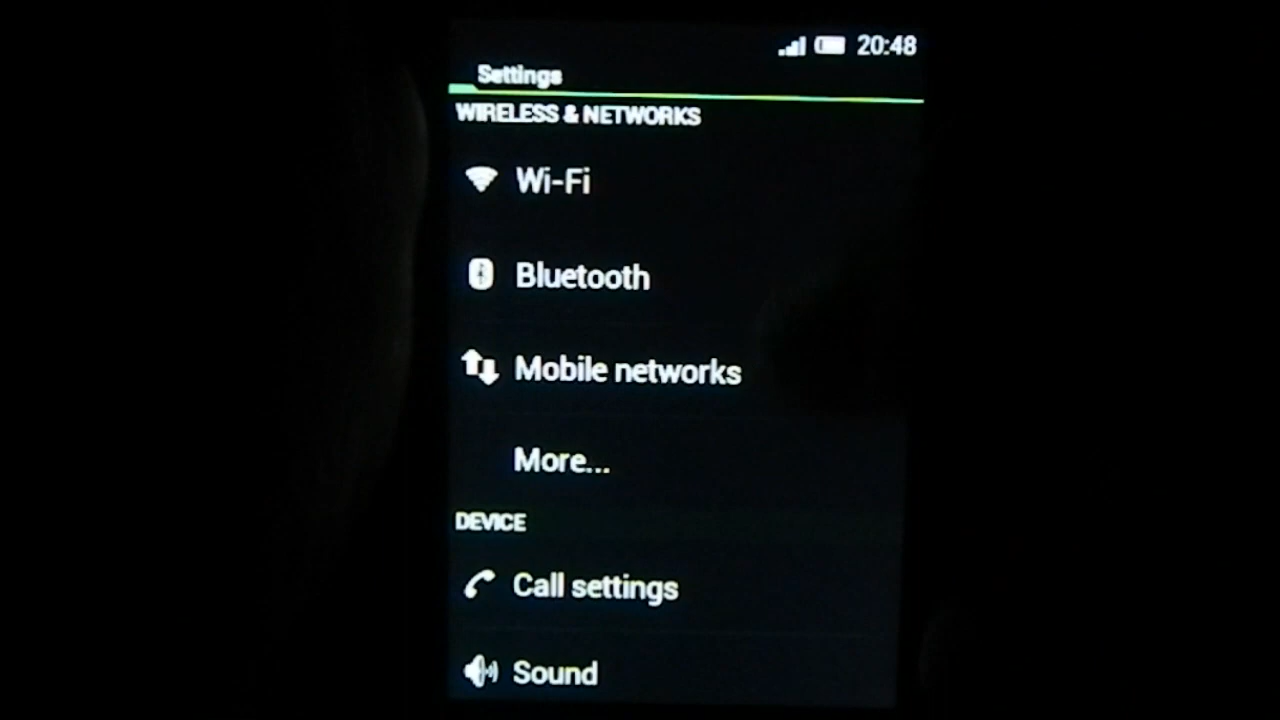 20:48
Settings
WIRELESS & NETWORKS
Wi-Fi
Bluetooth
Mobile networks
More...
DEVICE
Call settings
Sound